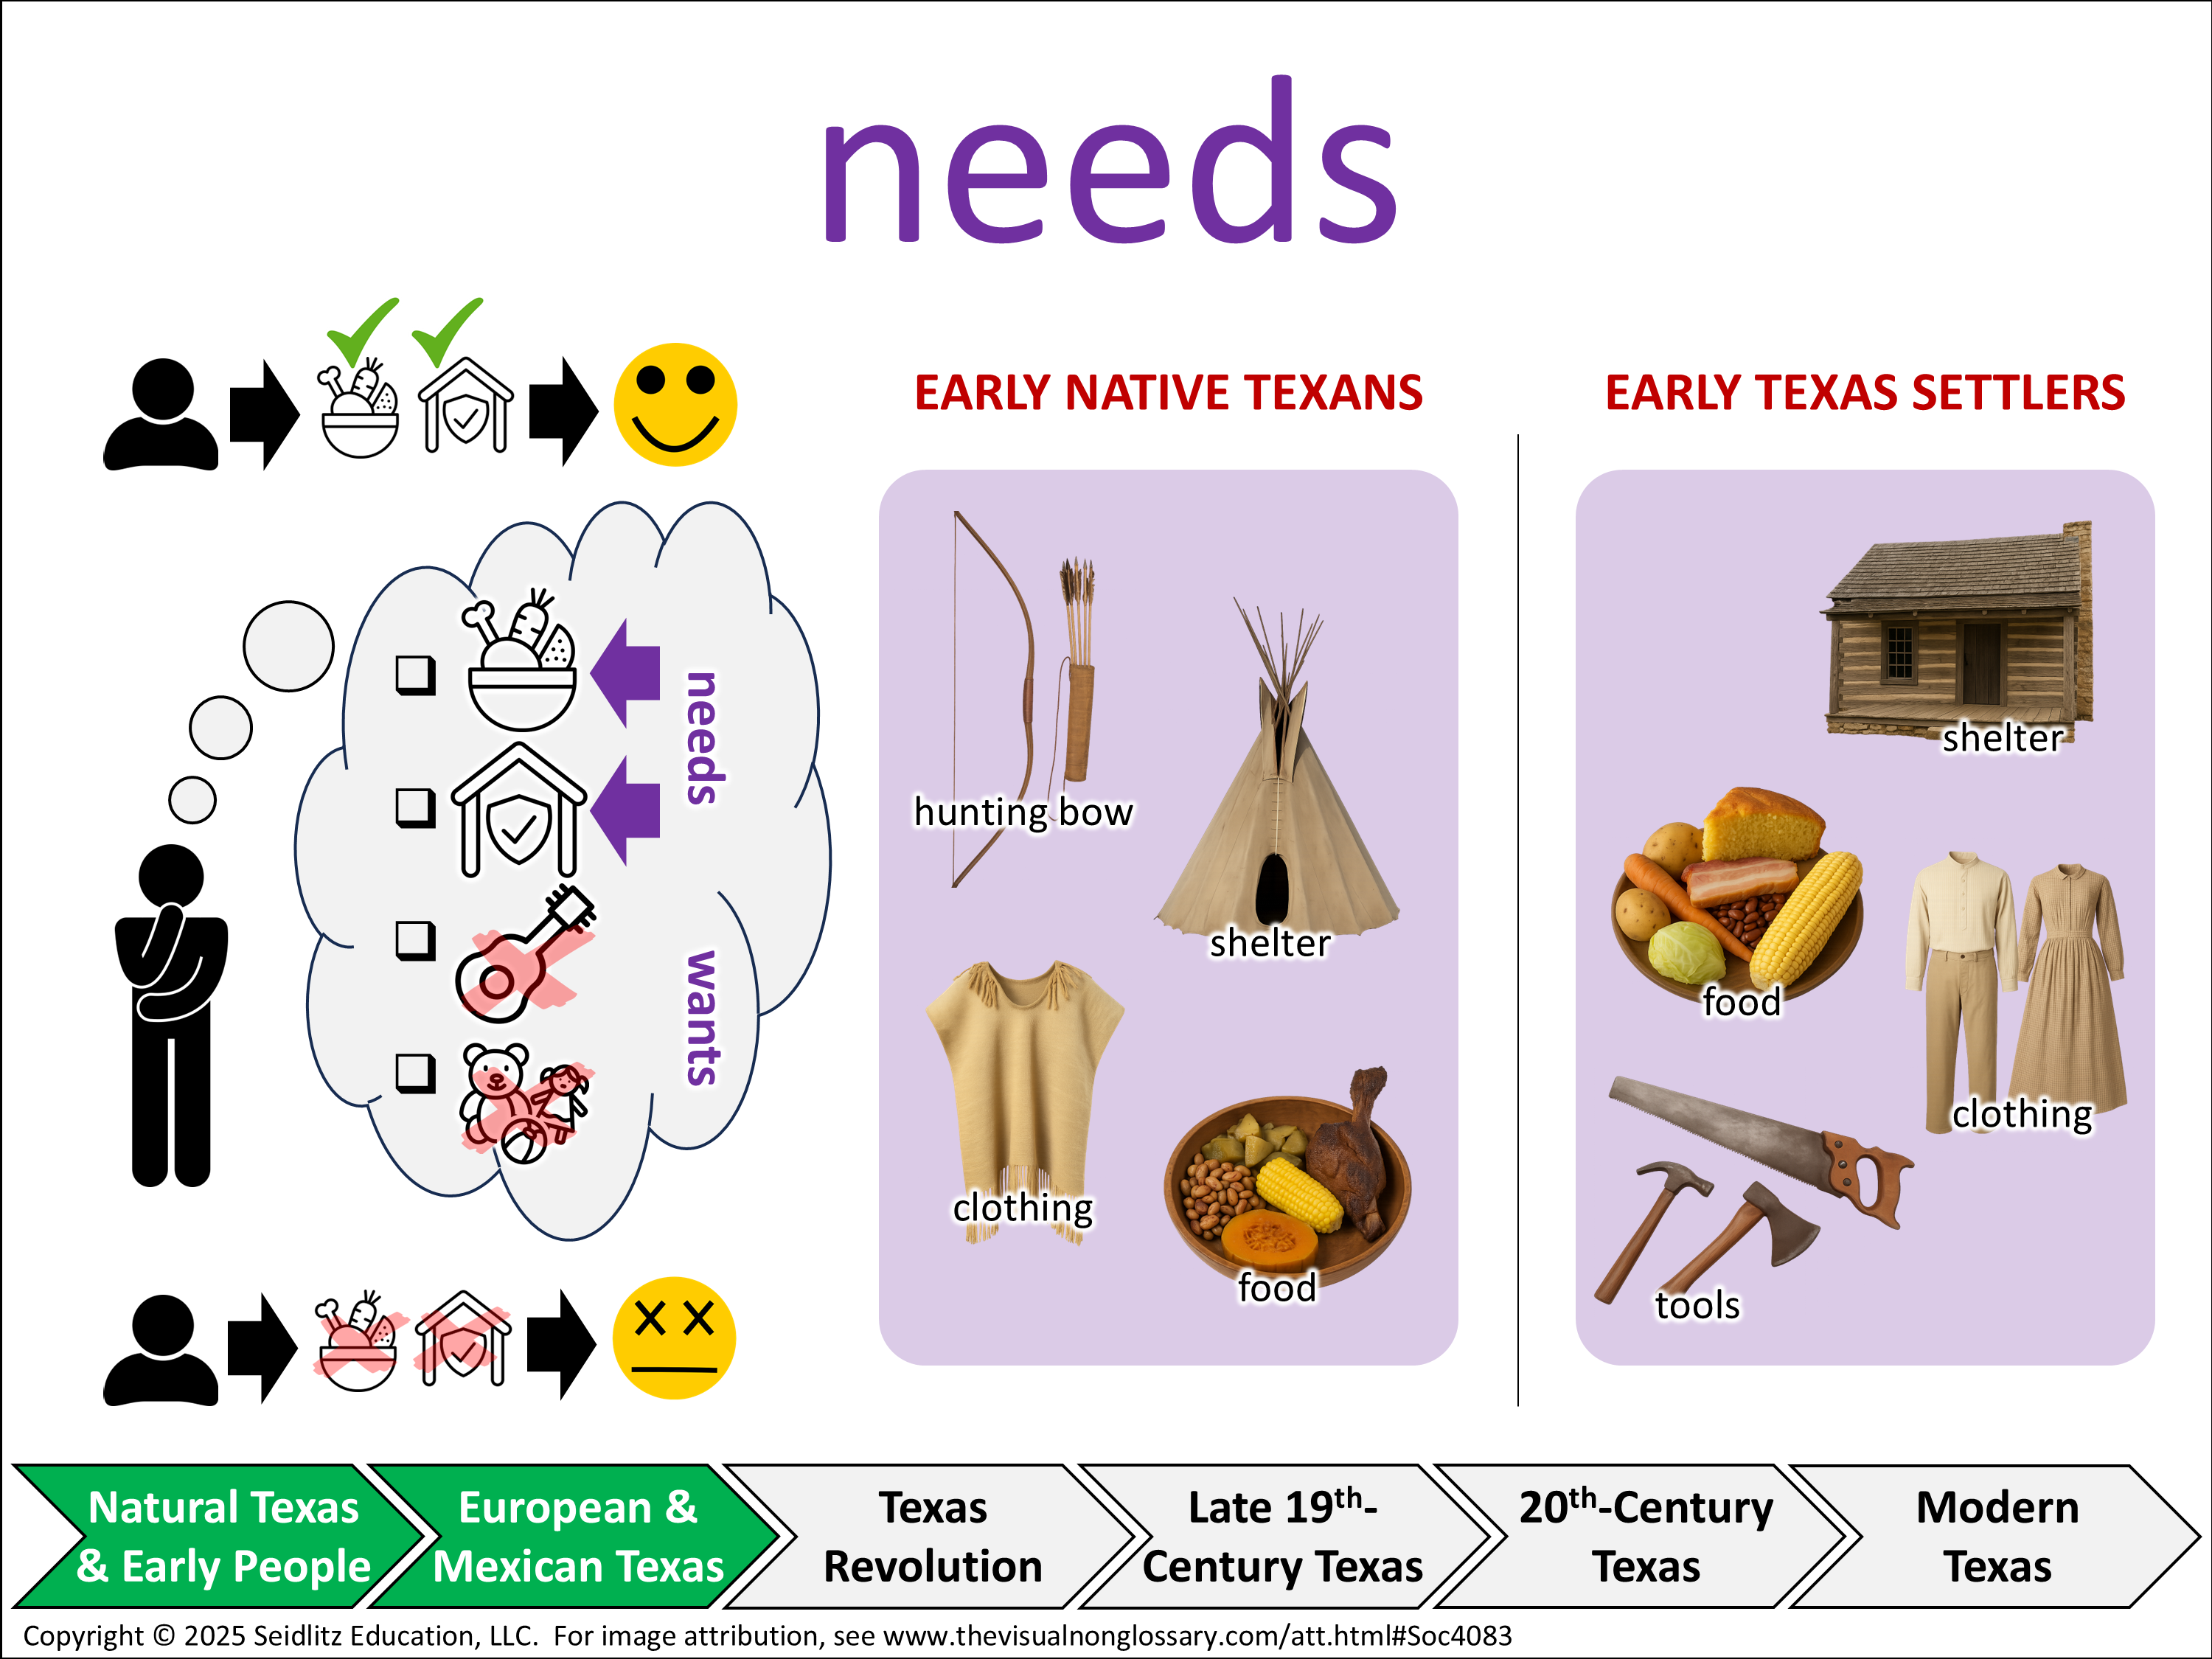 needs
needs
wants
EARLY NATIVE TEXANS
hunting bow
shelter
clothing
food
EARLY TEXAS SETTLERS
shelter
food
clothing
tools
Natural Texas
& Early People
European &
Mexican Texas
Texas
Revolution
Late 19th-
Century Texas
20th-Century
Texas
Modern
Texas
Copyright © 2025 Seidlitz Education, LLC.  For image attribution, see www.thevisualnonglossary.com/att.html#Soc4083